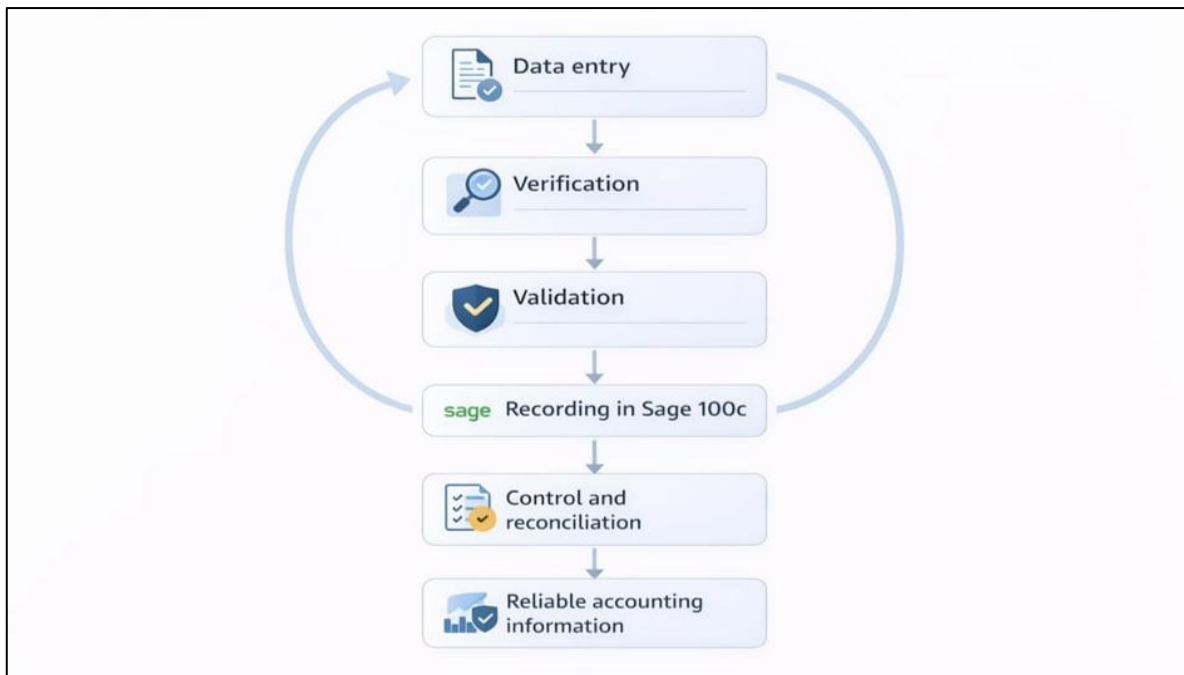 Data entry
Verification
Validation
sage Recording in Sage 100c
Control and
reconciliation
Reliable accounting
information